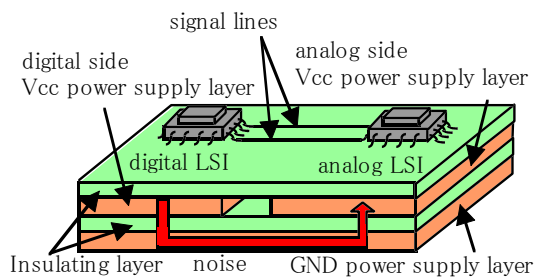 signal lines
digital side
Vcc power supply layer
analog side
Vcc power supply layer
digital LSI
analog LSI
Insulating layer
noise
GND power supply layer